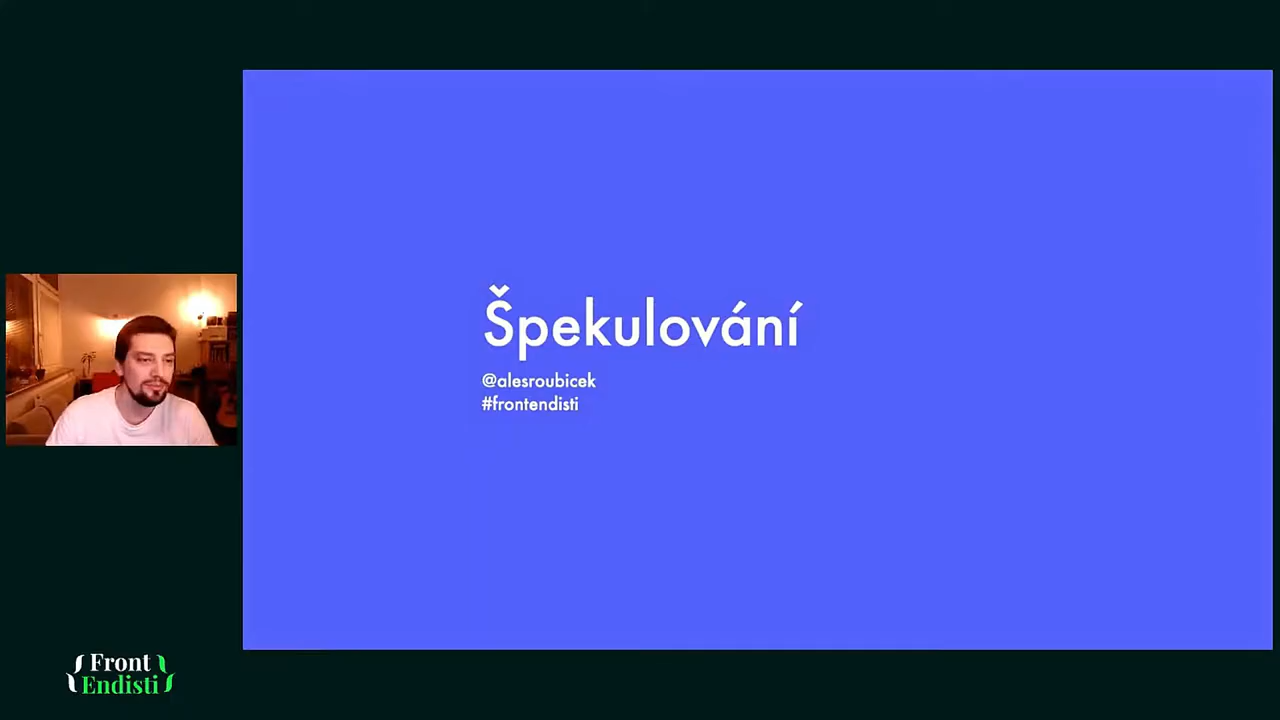 Špekulování
@alesroubicek
#frontendisti
{Front
Endisti}